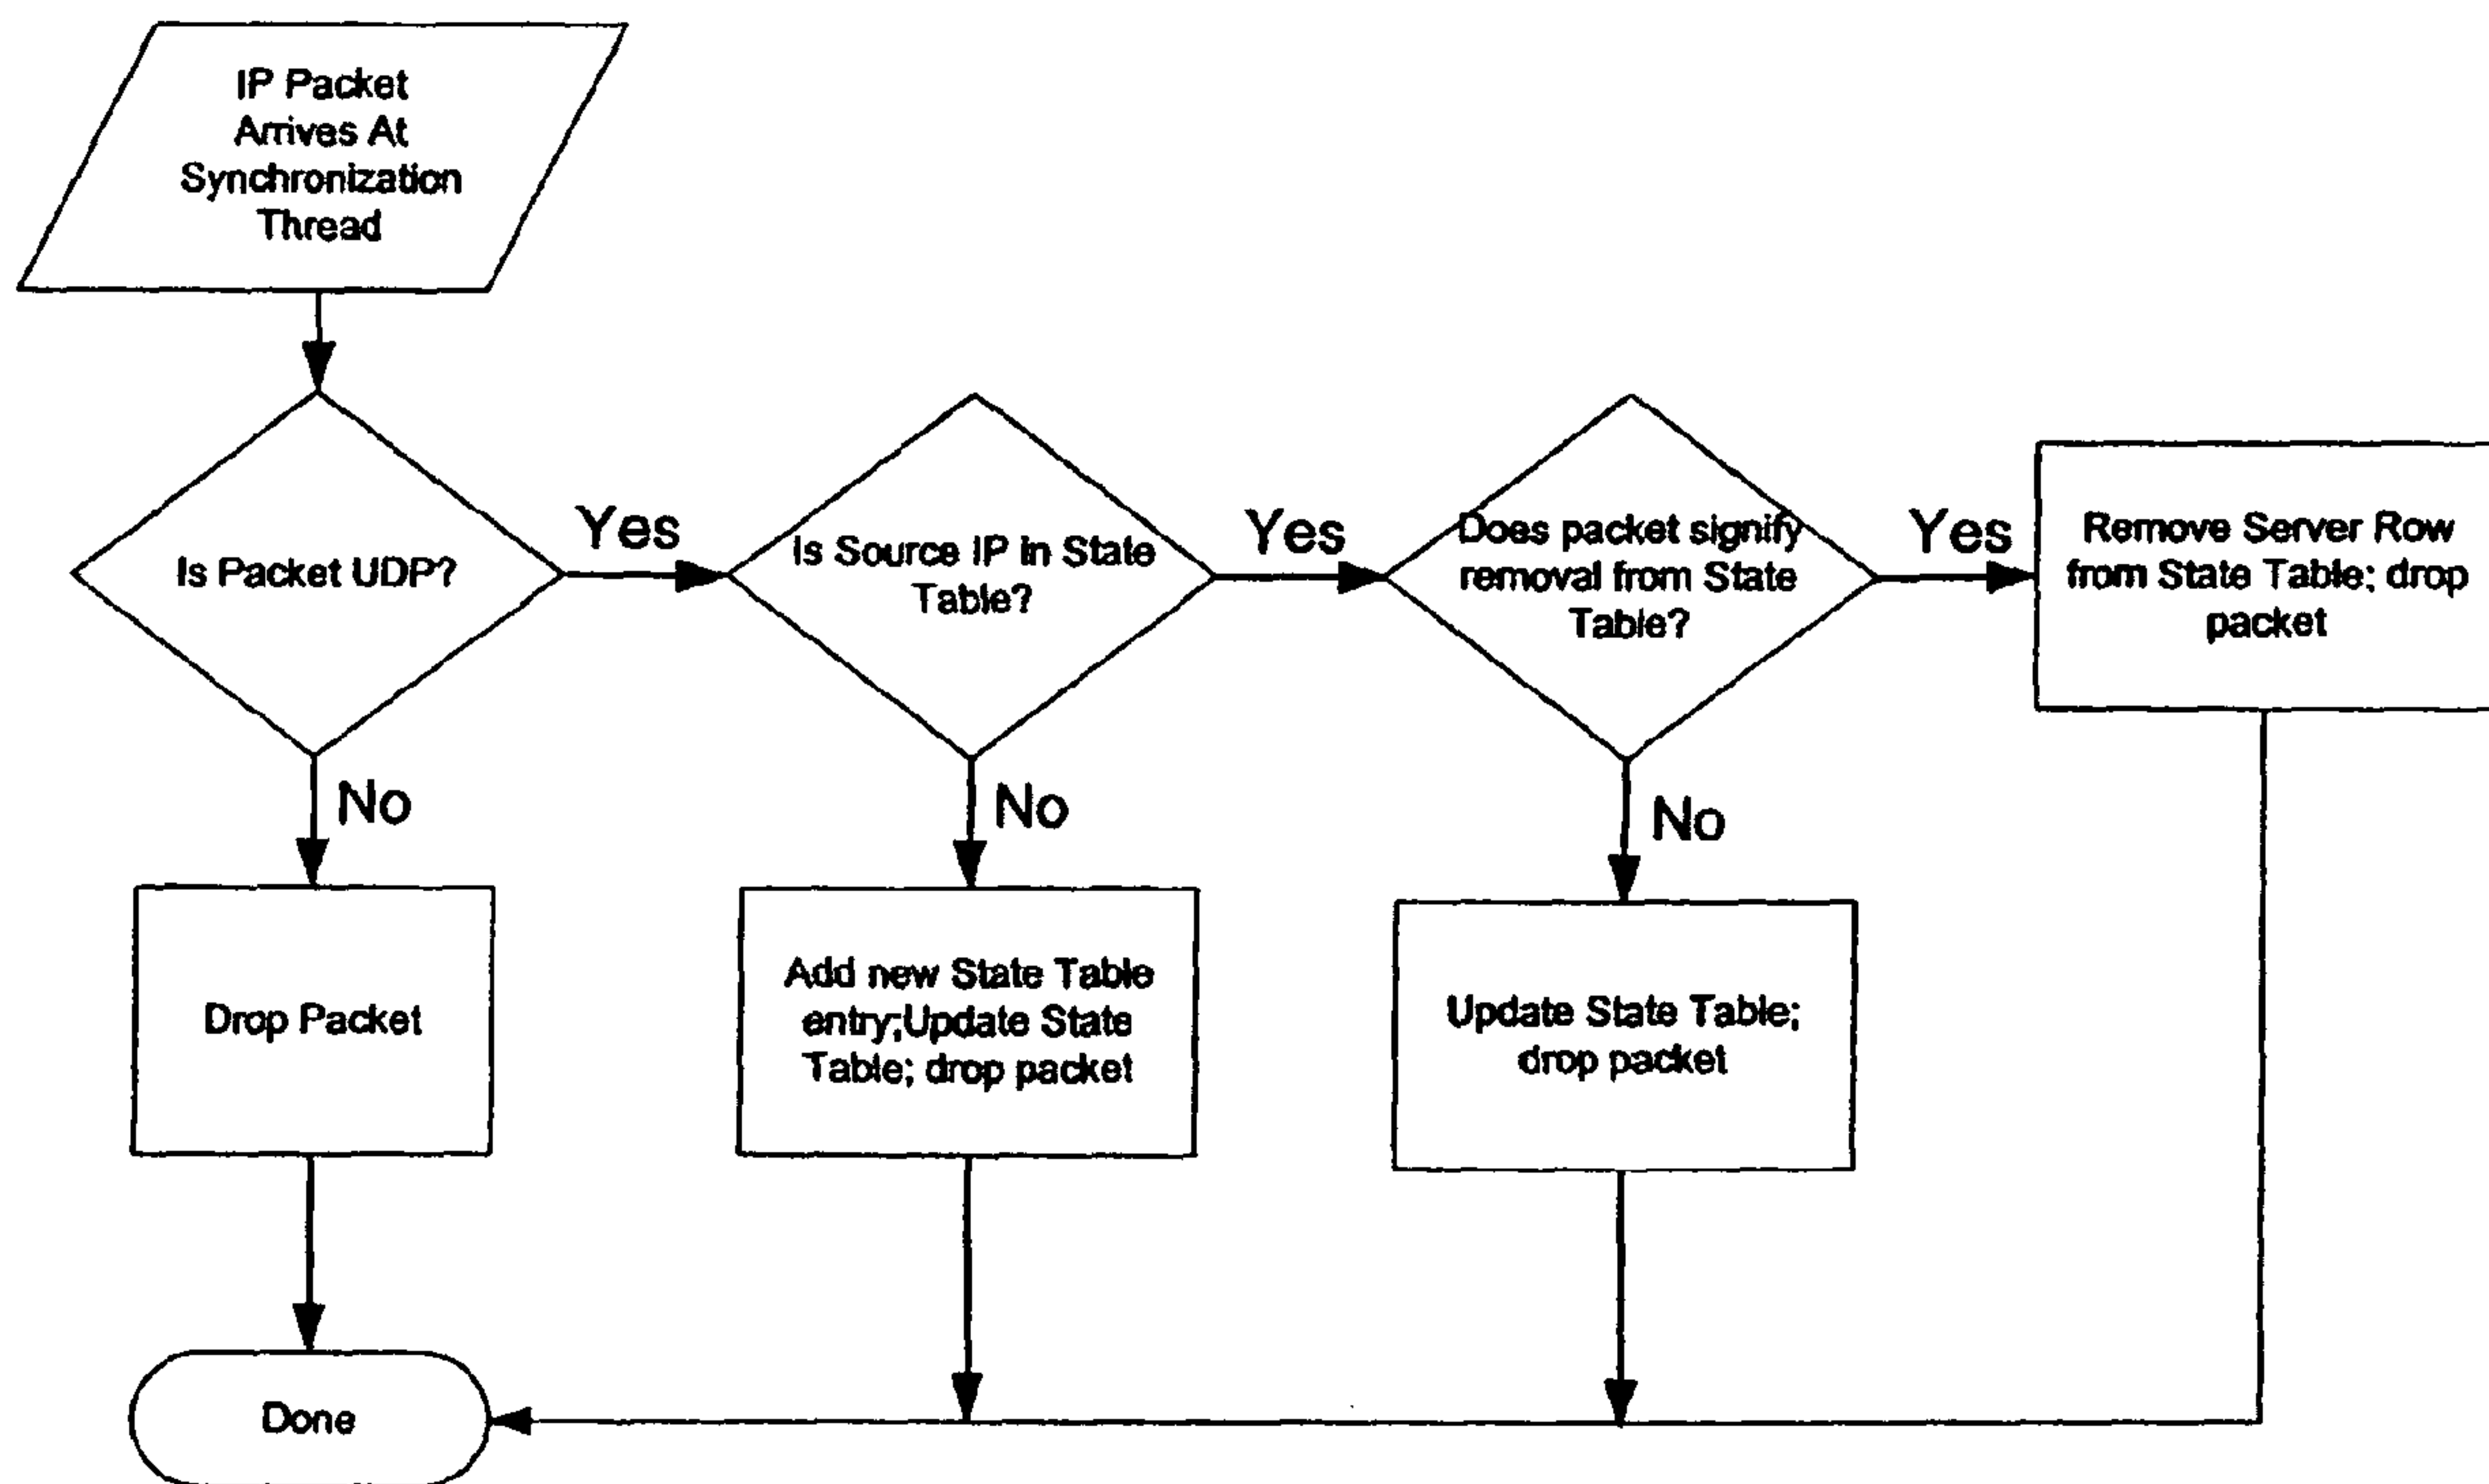 IP Packet
Arrives At
Synchronization
Thread
Is Packet UDP?
Yes
Is Source IP in State
Table?
Yes
Does packet signify
removal from State
Table?
Yes
Remove Server Row
from State Table; drop
packet
No
No
No
Drop Packet
Add new State Table
entry;Update State
Table; drop packet
Update State Table;
drop packet
Done